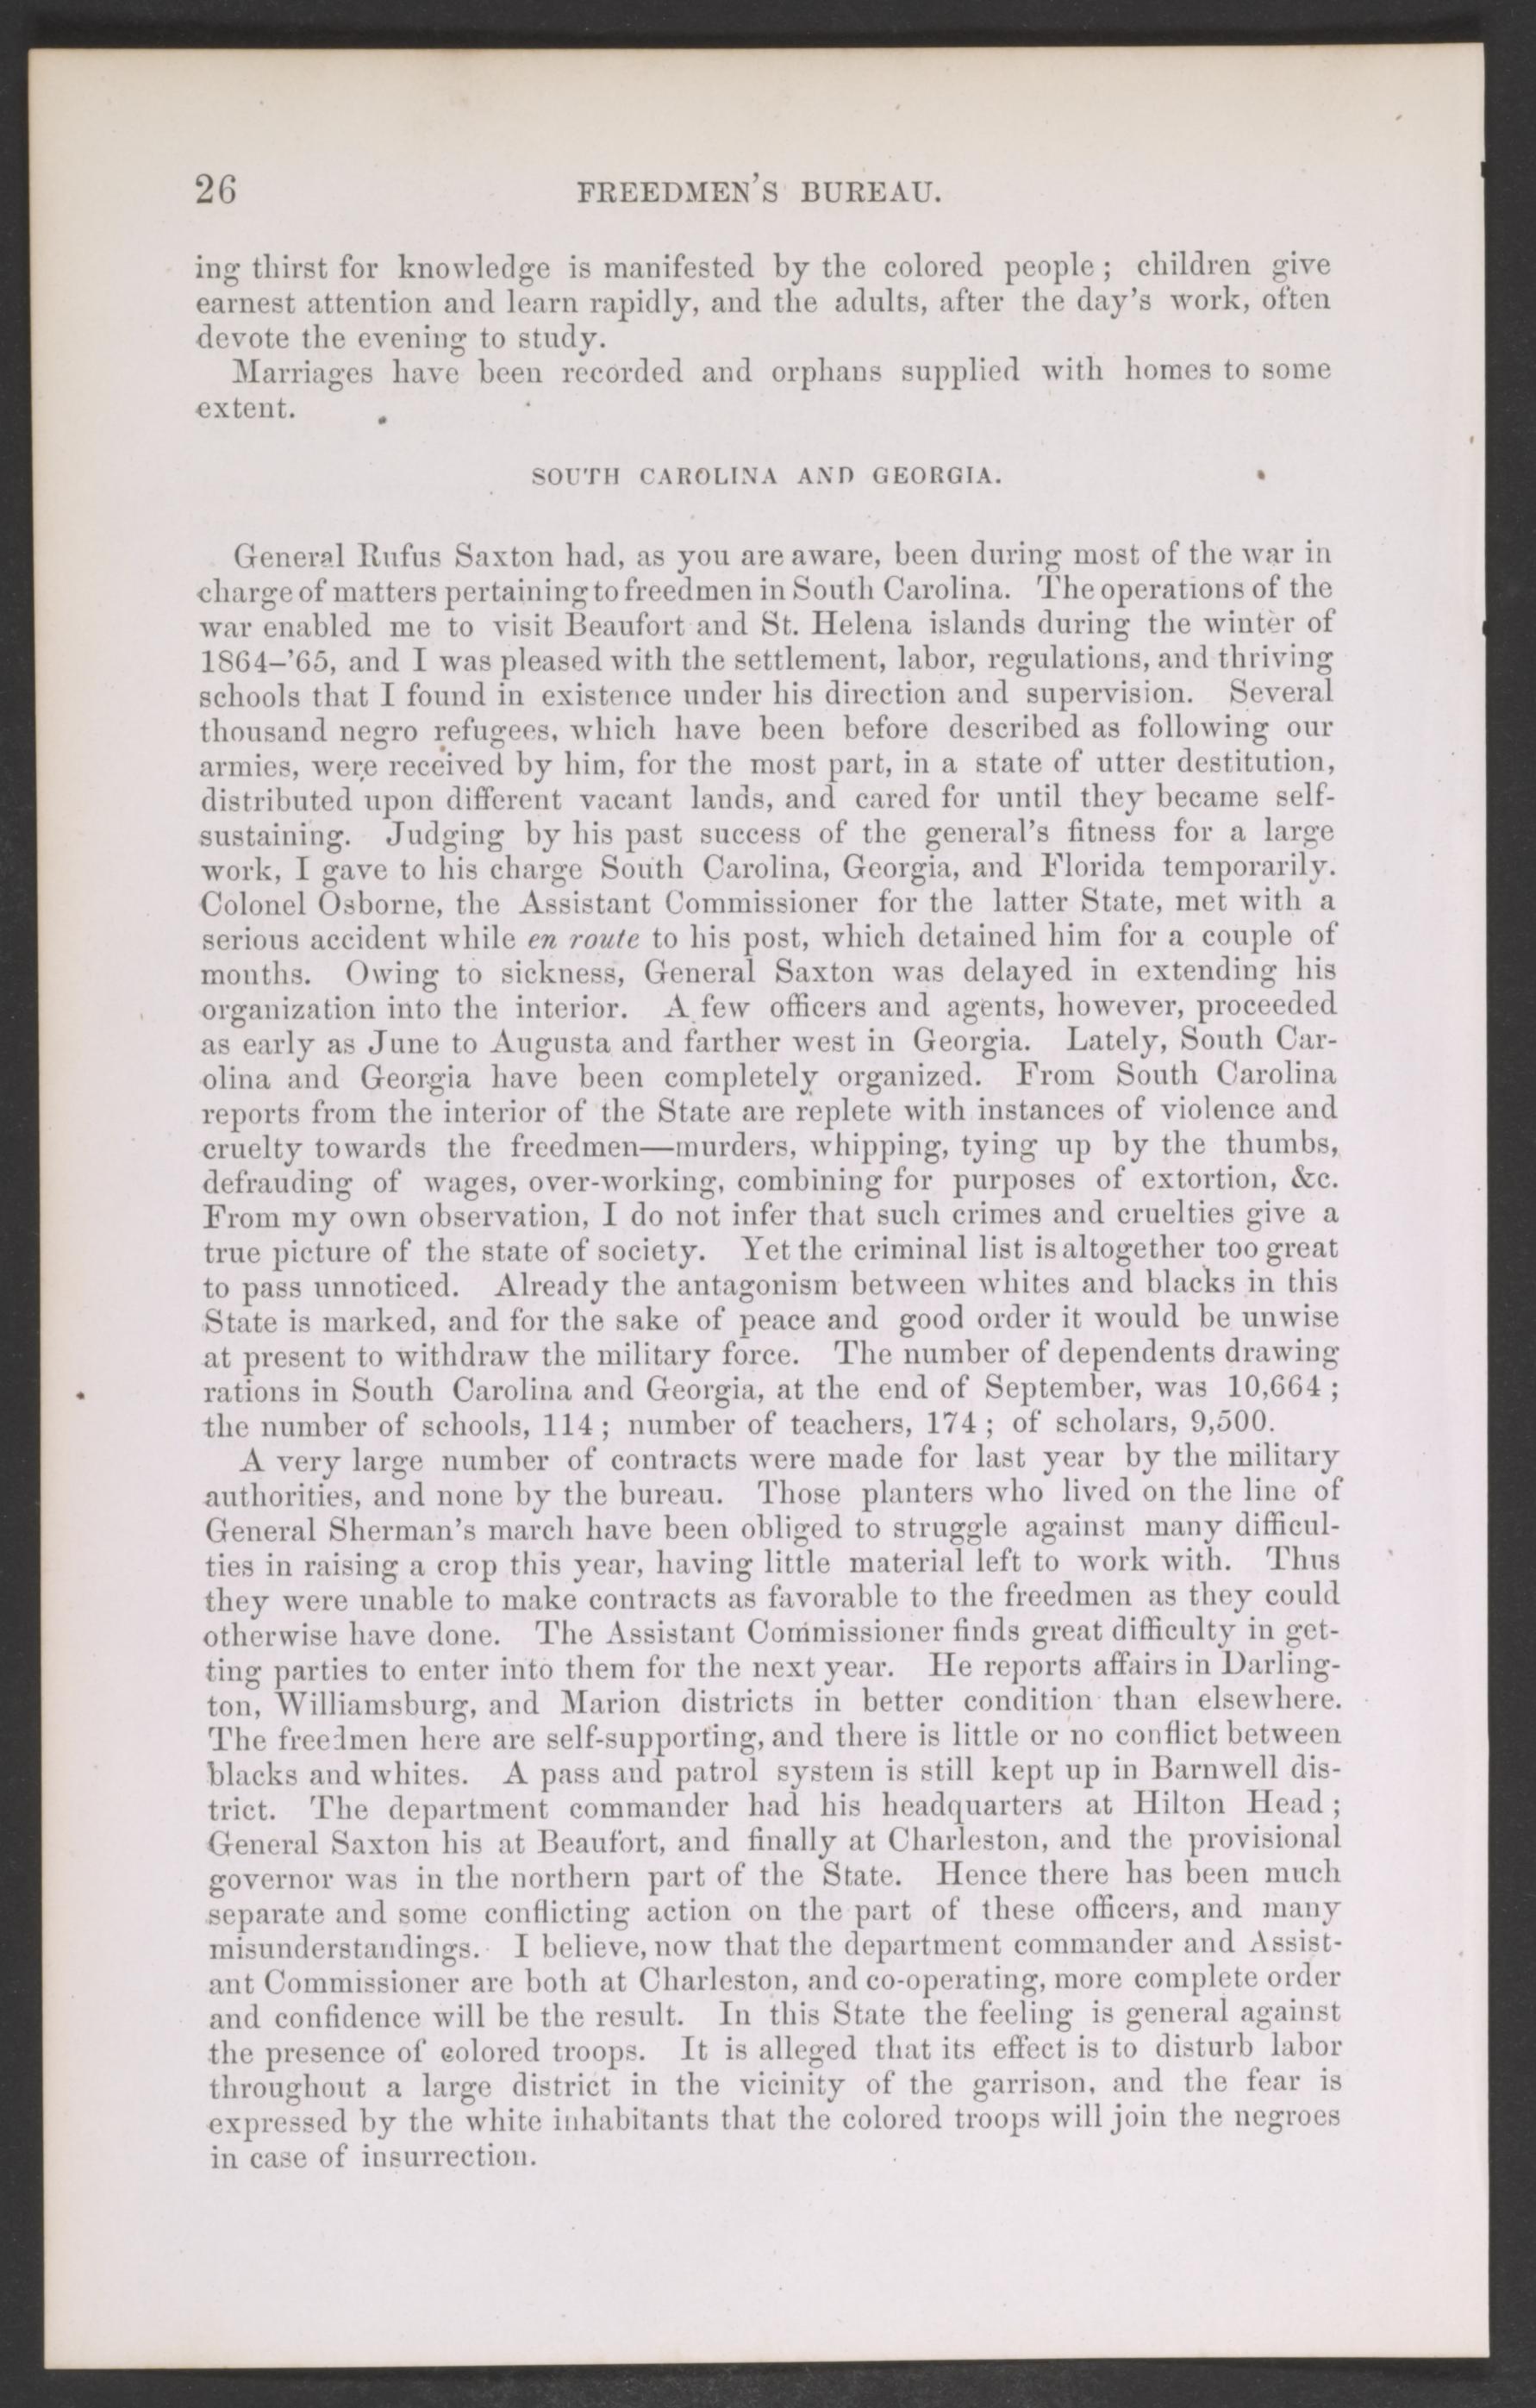 26 FREEDMEN'S BUREAU.
ing thirst for knowledge is manifested by the colored people; children give
earnest attention and learn rapidly, and the adults, after the day's work, often
devote the evening to study.
Marriages have been recorded and orphans supplied with homes to some
extent.
SOUTH CAROLINA AND GEORGIA.
General Rufus Saxton had, as you are aware, been during most of the war in
charge of matters pertaining to freedmen in South Carolina. The operations of the
war enabled me to visit Beaufort and St. Helena islands during the winter of
1864–'65, and I was pleased with the settlement, labor, regulations, and thriving
schools that I found in existence under his direction and supervision. Several
thousand negro refugees, which have been before described as following our
armies, were received by him, for the most part, in a state of utter destitution,
distributed upon different vacant lands, and cared for until they became self-
sustaining. Judging by his past success of the general's fitness for a large
work, I gave to his charge South Carolina, Georgia, and Florida temporarily.
Colonel Osborne, the Assistant Commissioner for the latter State, met with a
serious accident while en route to his post, which detained him for a couple of
months. Owing to sickness, General Saxton was delayed in extending his
organization into the interior. A few officers and agents, however, proceeded
as early as June to Augusta and farther west in Georgia. Lately, South Car-
olina and Georgia have been completely organized. From South Carolina
reports from the interior of the State are replete with instances of violence and
cruelty towards the freedmen—murders, whipping, tying up by the thumbs,
defrauding of wages, over-working, combining for purposes of extortion, &c.
From my own observation, I do not infer that such crimes and cruelties give a
true picture of the state of society. Yet the criminal list is altogether too great
to pass unnoticed. Already the antagonism between whites and blacks in this
State is marked, and for the sake of peace and good order it would be unwise
at present to withdraw the military force. The number of dependents drawing
rations in South Carolina and Georgia, at the end of September, was 10,664;
the number of schools, 114; number of teachers, 174; of scholars, 9,500.
A very large number of contracts were made for last year by the military
authorities, and none by the bureau. Those planters who lived on the line of
General Sherman's march have been obliged to struggle against many difficul-
ties in raising a crop this year, having little material left to work with. Thus
they were unable to make contracts as favorable to the freedmen as they could
otherwise have done. The Assistant Commissioner finds great difficulty in get-
ting parties to enter into them for the next year. He reports affairs in Darling-
ton, Williamsburg, and Marion districts in better condition than elsewhere.
The freedmen here are self-supporting, and there is little or no conflict between
blacks and whites. A pass and patrol system is still kept up in Barnwell dis-
trict. The department commander had his headquarters at Hilton Head;
General Saxton his at Beaufort, and finally at Charleston, and the provisional
governor was in the northern part of the State. Hence there has been much
separate and some conflicting action on the part of these officers, and many
misunderstandings. I believe, now that the department commander and Assist-
ant Commissioner are both at Charleston, and co-operating, more complete order
and confidence will be the result. In this State the feeling is general against
the presence of colored troops. It is alleged that its effect is to disturb labor
throughout a large district in the vicinity of the garrison, and the fear is
expressed by the white inhabitants that the colored troops will join the negroes
in case of insurrection.